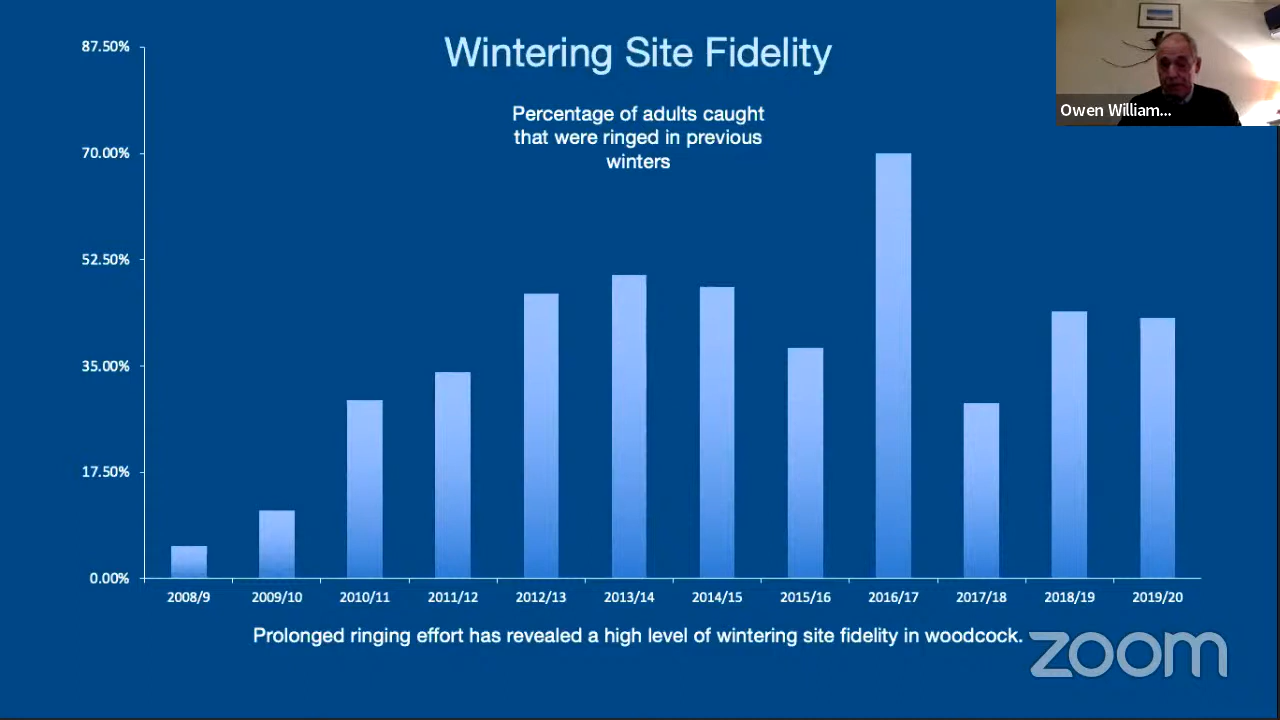 Wintering Site Fidelity
Percentage of adults caught
that were ringed in previous
winters
Owen William...
87.50%
70.00%
52.50%
35.00%
17.50%
0.00%
2008/9
2009/10
2010/11
2011/12
2012/13
2013/14
2014/15
2015/16
2016/17
2017/18
2018/19
2019/20
Prolonged ringing effort has revealed a high level of wintering site fidelity in woodcock.
zoom